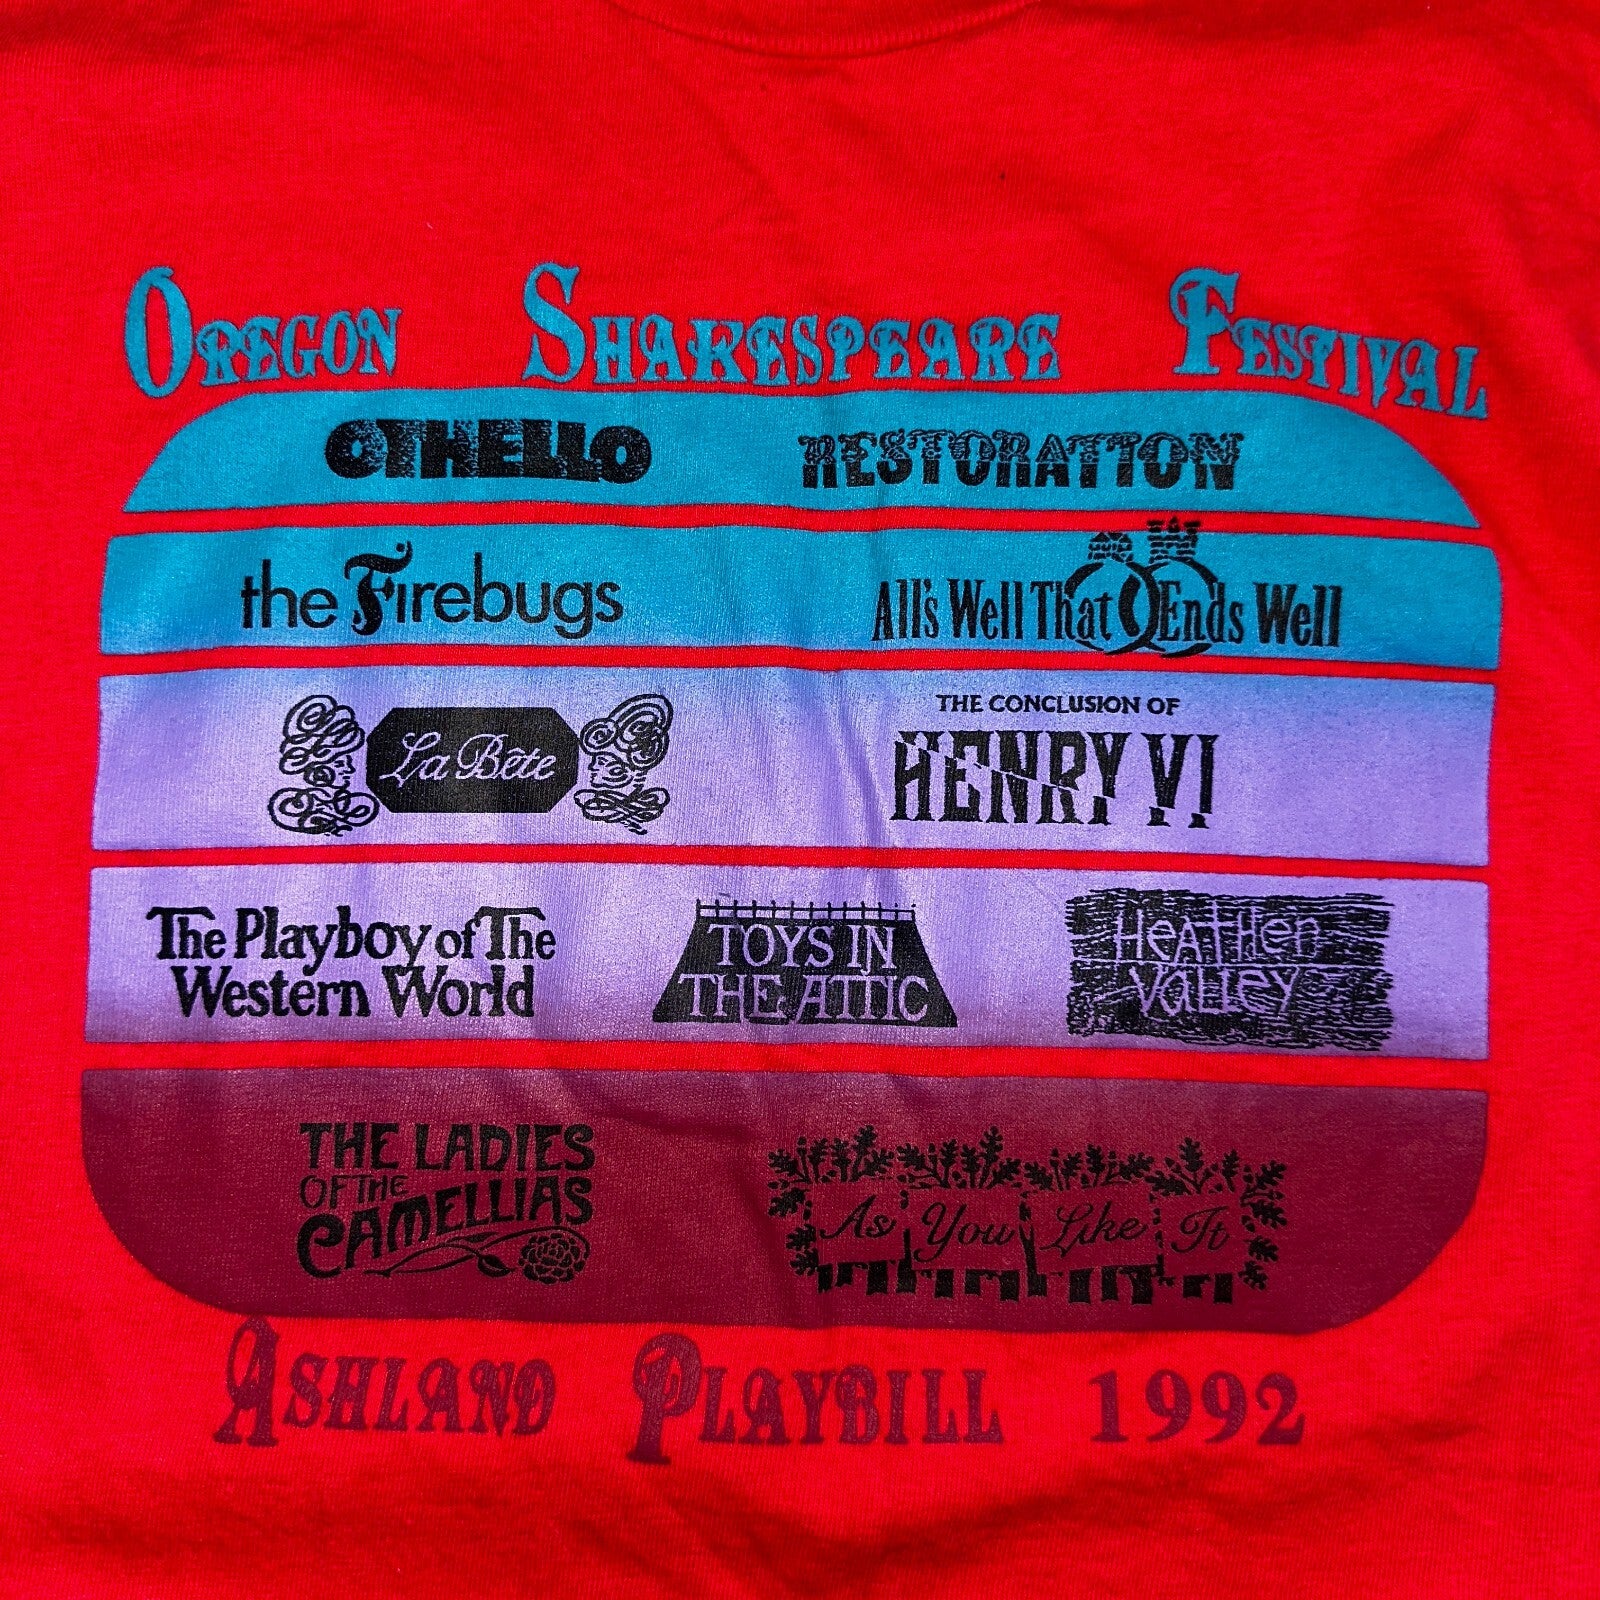 OREGON SHAKESPEARE FESTIVAL
OTHELLO
RESTORATION
the Firebugs
All's Well That Ends Well
La Bête
THE CONCLUSION OF
HENRY VI
The Playboy of The
Western World
TOYS IN
THE ATTIC
HEATHEN
VALLEY
THE LADIES
OF THE
CAMELLIAS
As You Like It
ASHLAND PLAYBILL 1992